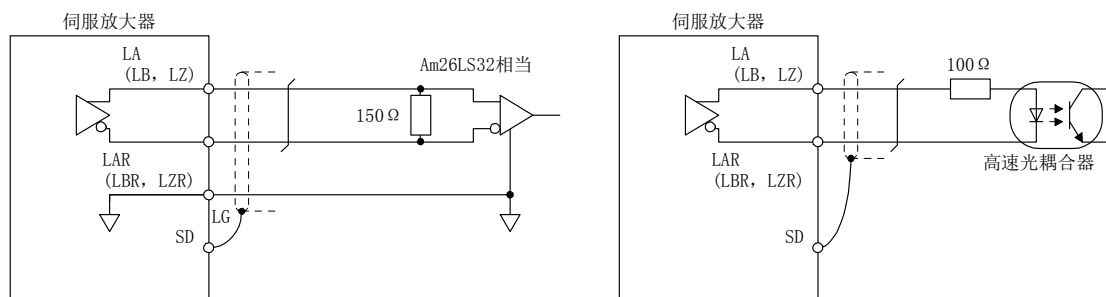 伺服放大器
LA
(LB, LZ)
Am26LS32相当
150Ω
LAR
(LBR, LZR)
LG
SD
伺服放大器
LA
(LB, LZ)
100Ω
LAR
(LBR, LZR)
高速光耦合器
SD